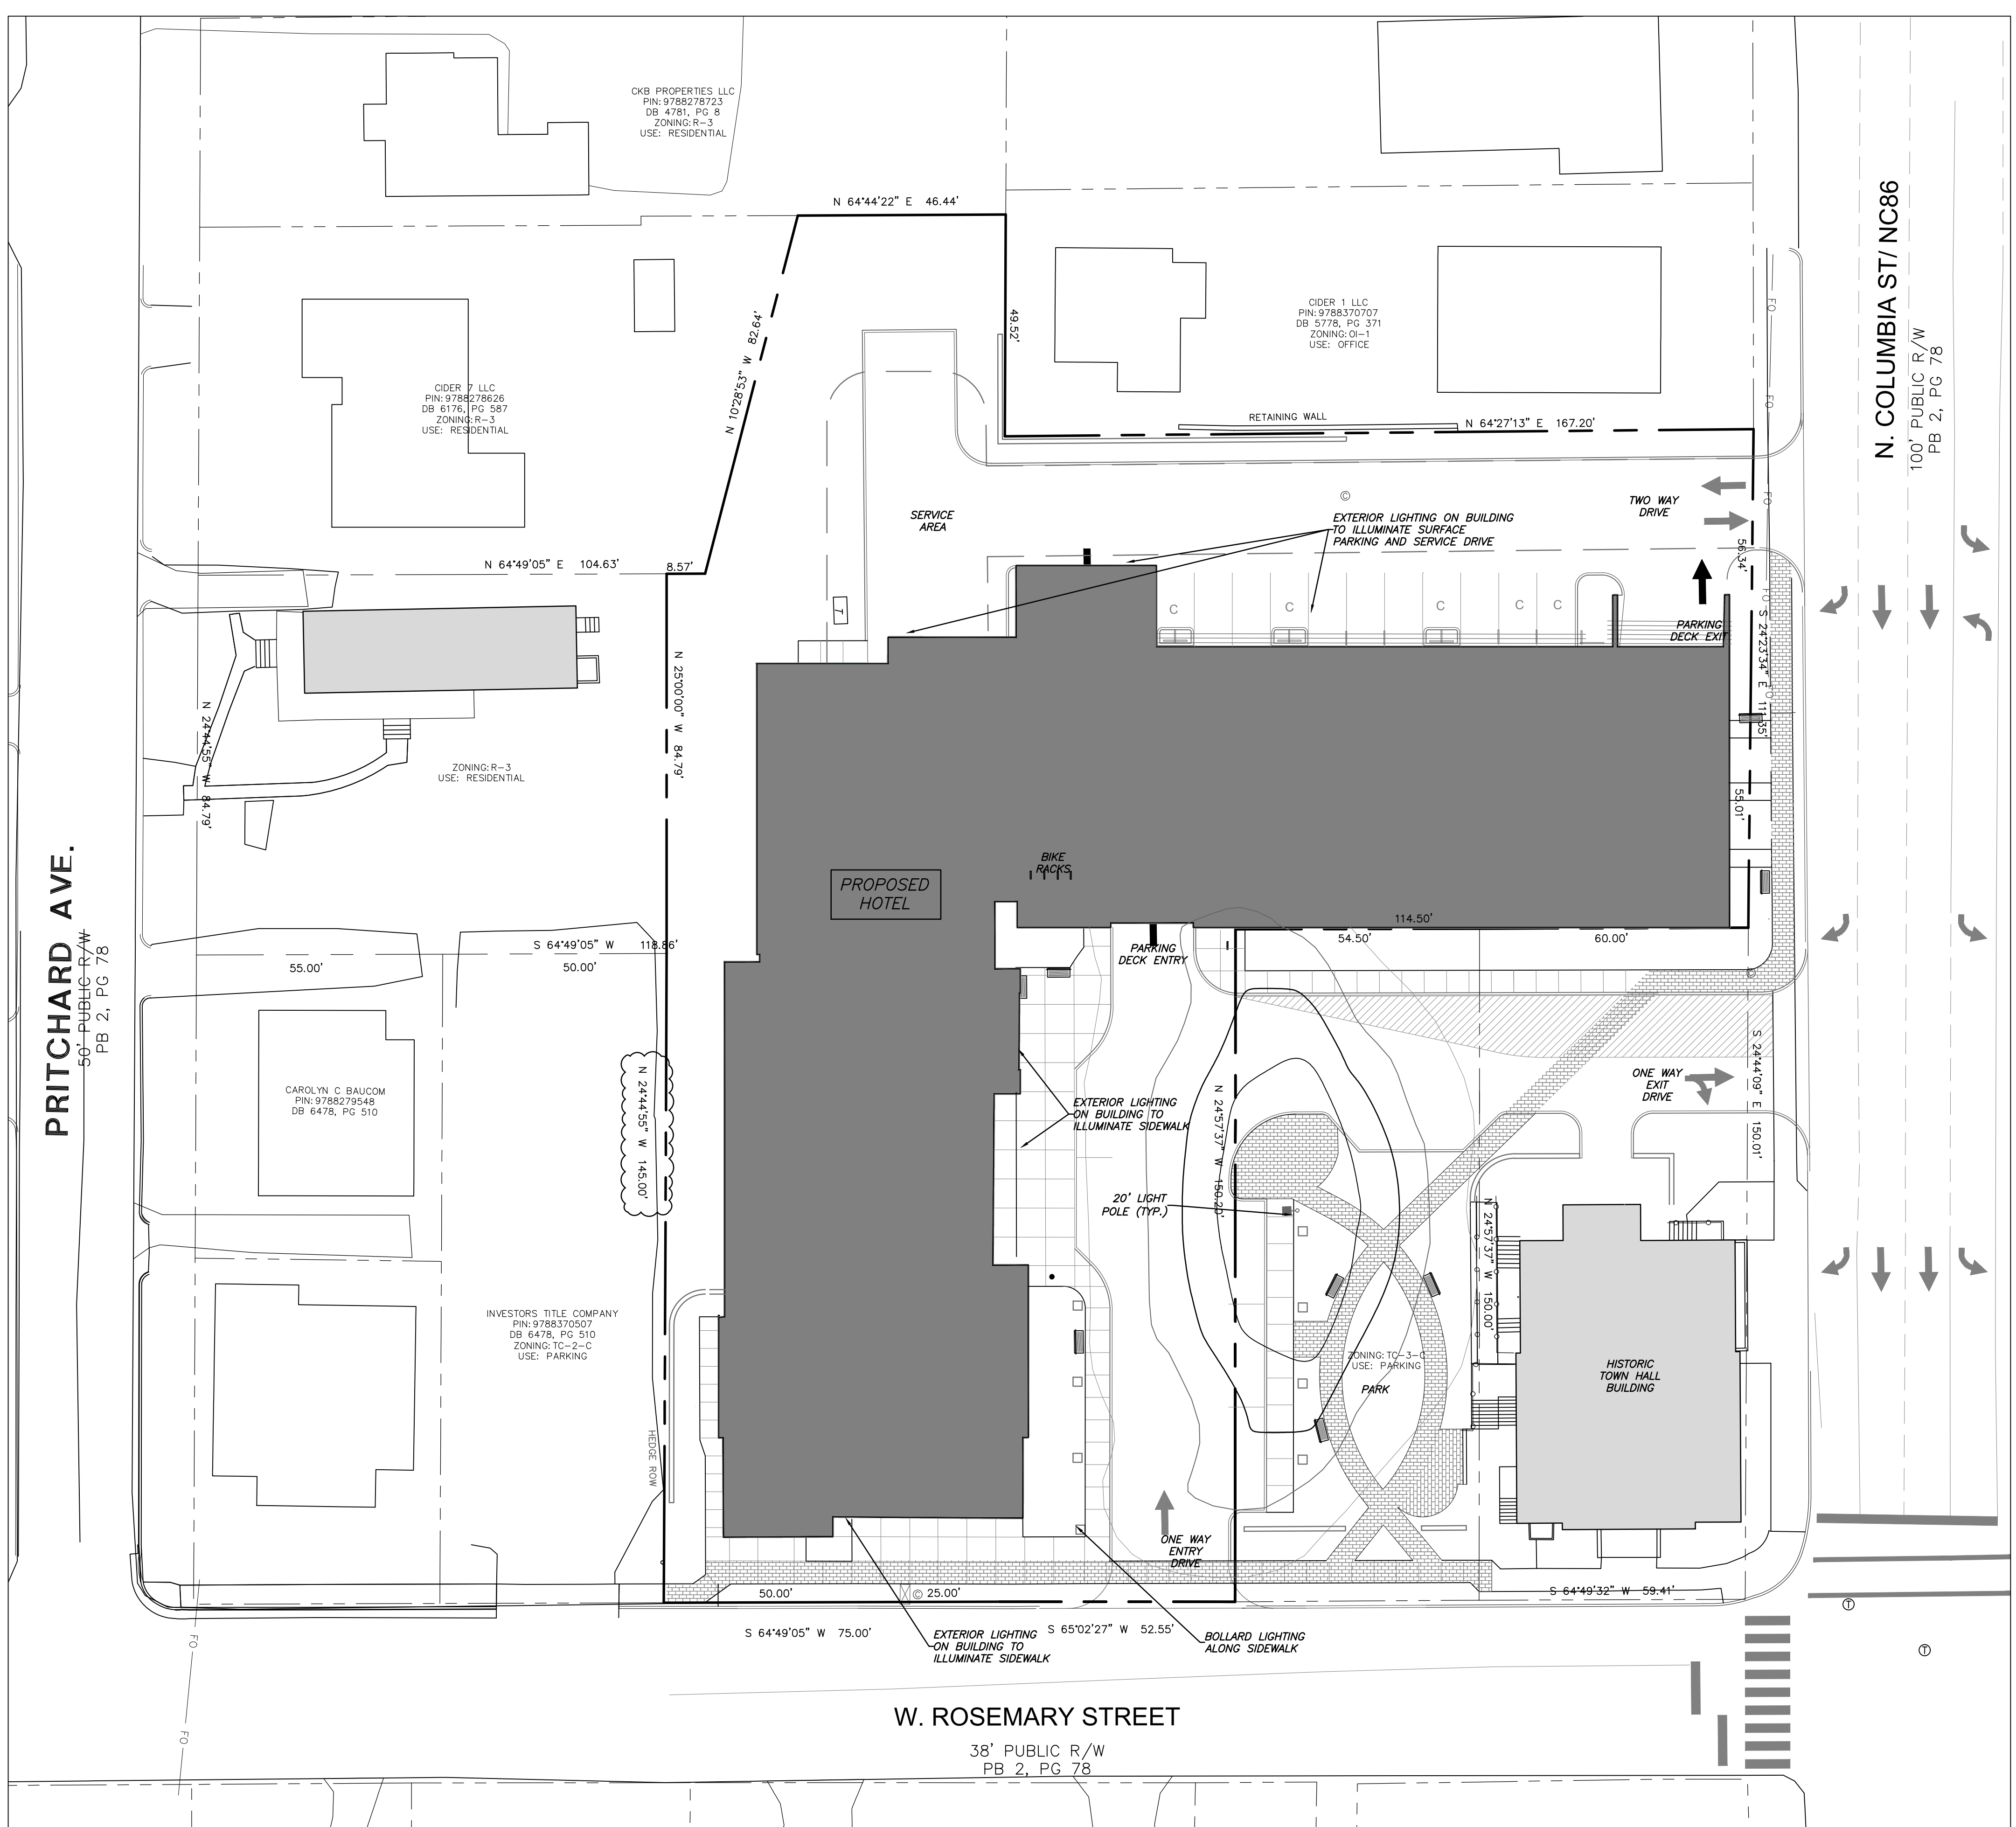 CKB PROPERTIES LLC
PIN: 9788278723
DB 4781, PG 8
ZONING: R-3
USE: RESIDENTIAL
N 64°44'22" E 46.44'
49.52'
N 10°28'53" W 82.64'
CIDER 1 LLC
PIN: 9788370707
DB 5778, PG 371
ZONING: OI-1
USE: OFFICE
FO
FO
FO
FO
N. COLUMBIA ST/ NC86
100' PUBLIC R/W
PB 2, PG 78
CIDER 7 LLC
PIN: 9788278626
DB 6176, PG 587
ZONING: R-3
USE: RESIDENTIAL
RETAINING WALL
N 64°27'13" E 167.20'
SERVICE
AREA
©
EXTERIOR LIGHTING ON BUILDING
TO ILLUMINATE SURFACE
PARKING AND SERVICE DRIVE
TWO WAY
DRIVE
56.34'
N 64°49'05" E 104.63'
8.57'
T
C
C
C
C
C
PARKING
DECK EXIT
S 24°23'34" E 111.35'
N 25°00'00" W 84.79'
N 24°44'55" W 84.79'
ZONING: R-3
USE: RESIDENTIAL
55.01'
PROPOSED
HOTEL
BIKE
RACKS
PRITCHARD AVE.
50' PUBLIC R/W
PB 2, PG 78
S 64°49'05" W 118.86'
55.00'
50.00'
114.50'
54.50'
60.00'
PARKING
DECK ENTRY
©
CAROLYN C BAUCOM
PIN: 9788279548
DB 6478, PG 510
N 24°44'55" W 145.00'
EXTERIOR LIGHTING
ON BUILDING TO
ILLUMINATE SIDEWALK
N 24°57'37" W 150.20'
ONE WAY
EXIT
DRIVE
S 24°44'09" E 150.01'
20' LIGHT
POLE (TYP.)
N 24°57'37" W 150.00'
INVESTORS TITLE COMPANY
PIN: 9788370507
DB 6478, PG 510
ZONING: TC-2-C
USE: PARKING
ZONING: TC-3-C
USE: PARKING
PARK
HISTORIC
TOWN HALL
BUILDING
HEDGE ROW
ONE WAY
ENTRY
DRIVE
50.00'
© 25.00'
S 64°49'32" W 59.41'
T
T
S 64°49'05" W 75.00'
S 65°02'27" W 52.55'
EXTERIOR LIGHTING
ON BUILDING TO
ILLUMINATE SIDEWALK
BOLLARD LIGHTING
ALONG SIDEWALK
FO
FO
W. ROSEMARY STREET
38' PUBLIC R/W
PB 2, PG 78